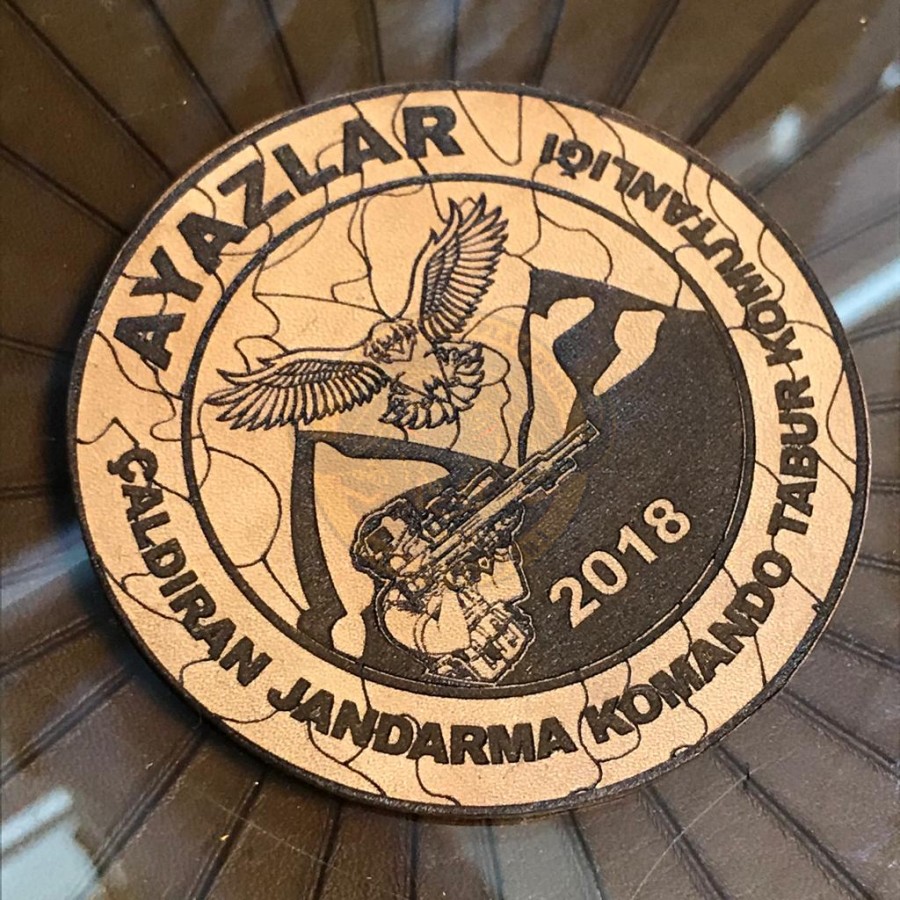 AYAZLAR
ÇALDIRAN JANDARMA KOMANDO TABUR KOMUTANLIĞI
2018